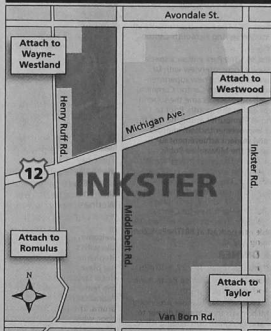 Avondale St.
Attach to
Wayne-
Westland
Attach to
Westwood
Henry Ruff Rd.
Michigan Ave.
12
INKSTER
Middlebelt Rd.
Inkster Rd.
Attach to
Romulus
N
Attach to
Taylor
Van Born Rd.